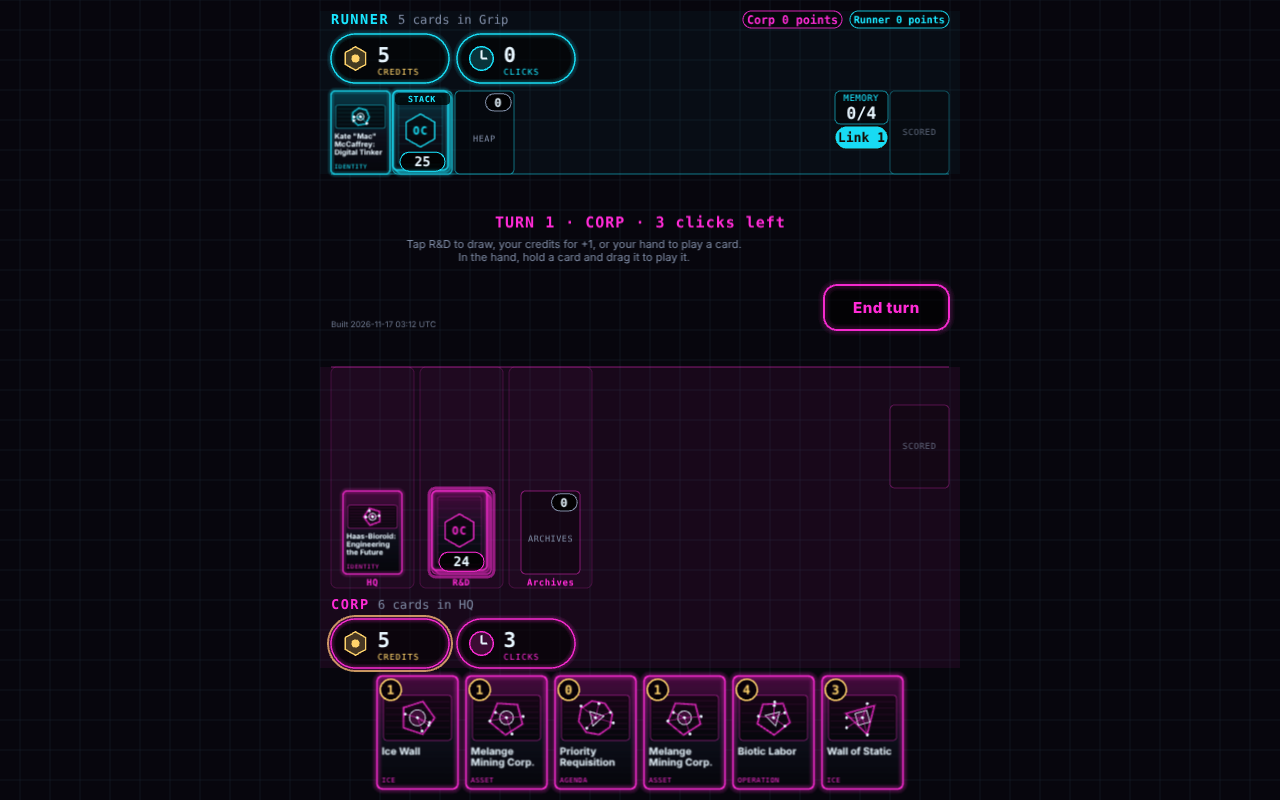 RUNNER 5 cards in Grip
Corp 0 points
Runner 0 points
5
CREDITS
0
CLICKS
Kate "Mac"
McCaffrey:
Digital Tinker
IDENTITY
STACK
OC
25
0
HEAP
MEMORY
0/4
Link 1
SCORED
TURN 1 · CORP · 3 clicks left
Tap R&D to draw, your credits for +1, or your hand to play a card.
In the hand, hold a card and drag it to play it.
End turn
Built 2026-11-17 03:12 UTC
SCORED
Haas-Bioroid:
Engineering
the Future
IDENTITY
HQ
OC
24
R&D
0
ARCHIVES
Archives
CORP 6 cards in HQ
5
CREDITS
3
CLICKS
1
Ice Wall
ICE
1
Melange
Mining Corp.
ASSET
0
Priority
Requisition
AGENDA
1
Melange
Mining Corp.
ASSET
4
Biotic Labor
OPERATION
3
Wall of Static
ICE